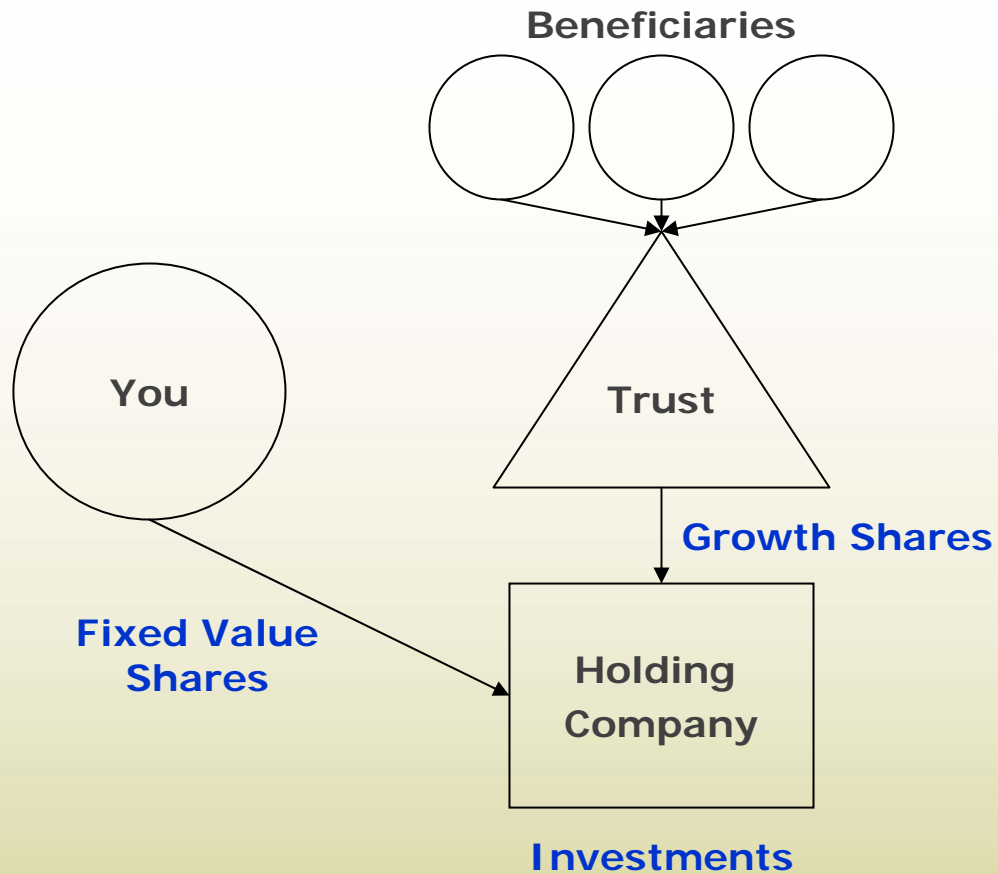 Beneficiaries
You
Trust
Growth Shares
Fixed Value
Shares
Holding
Company
Investments